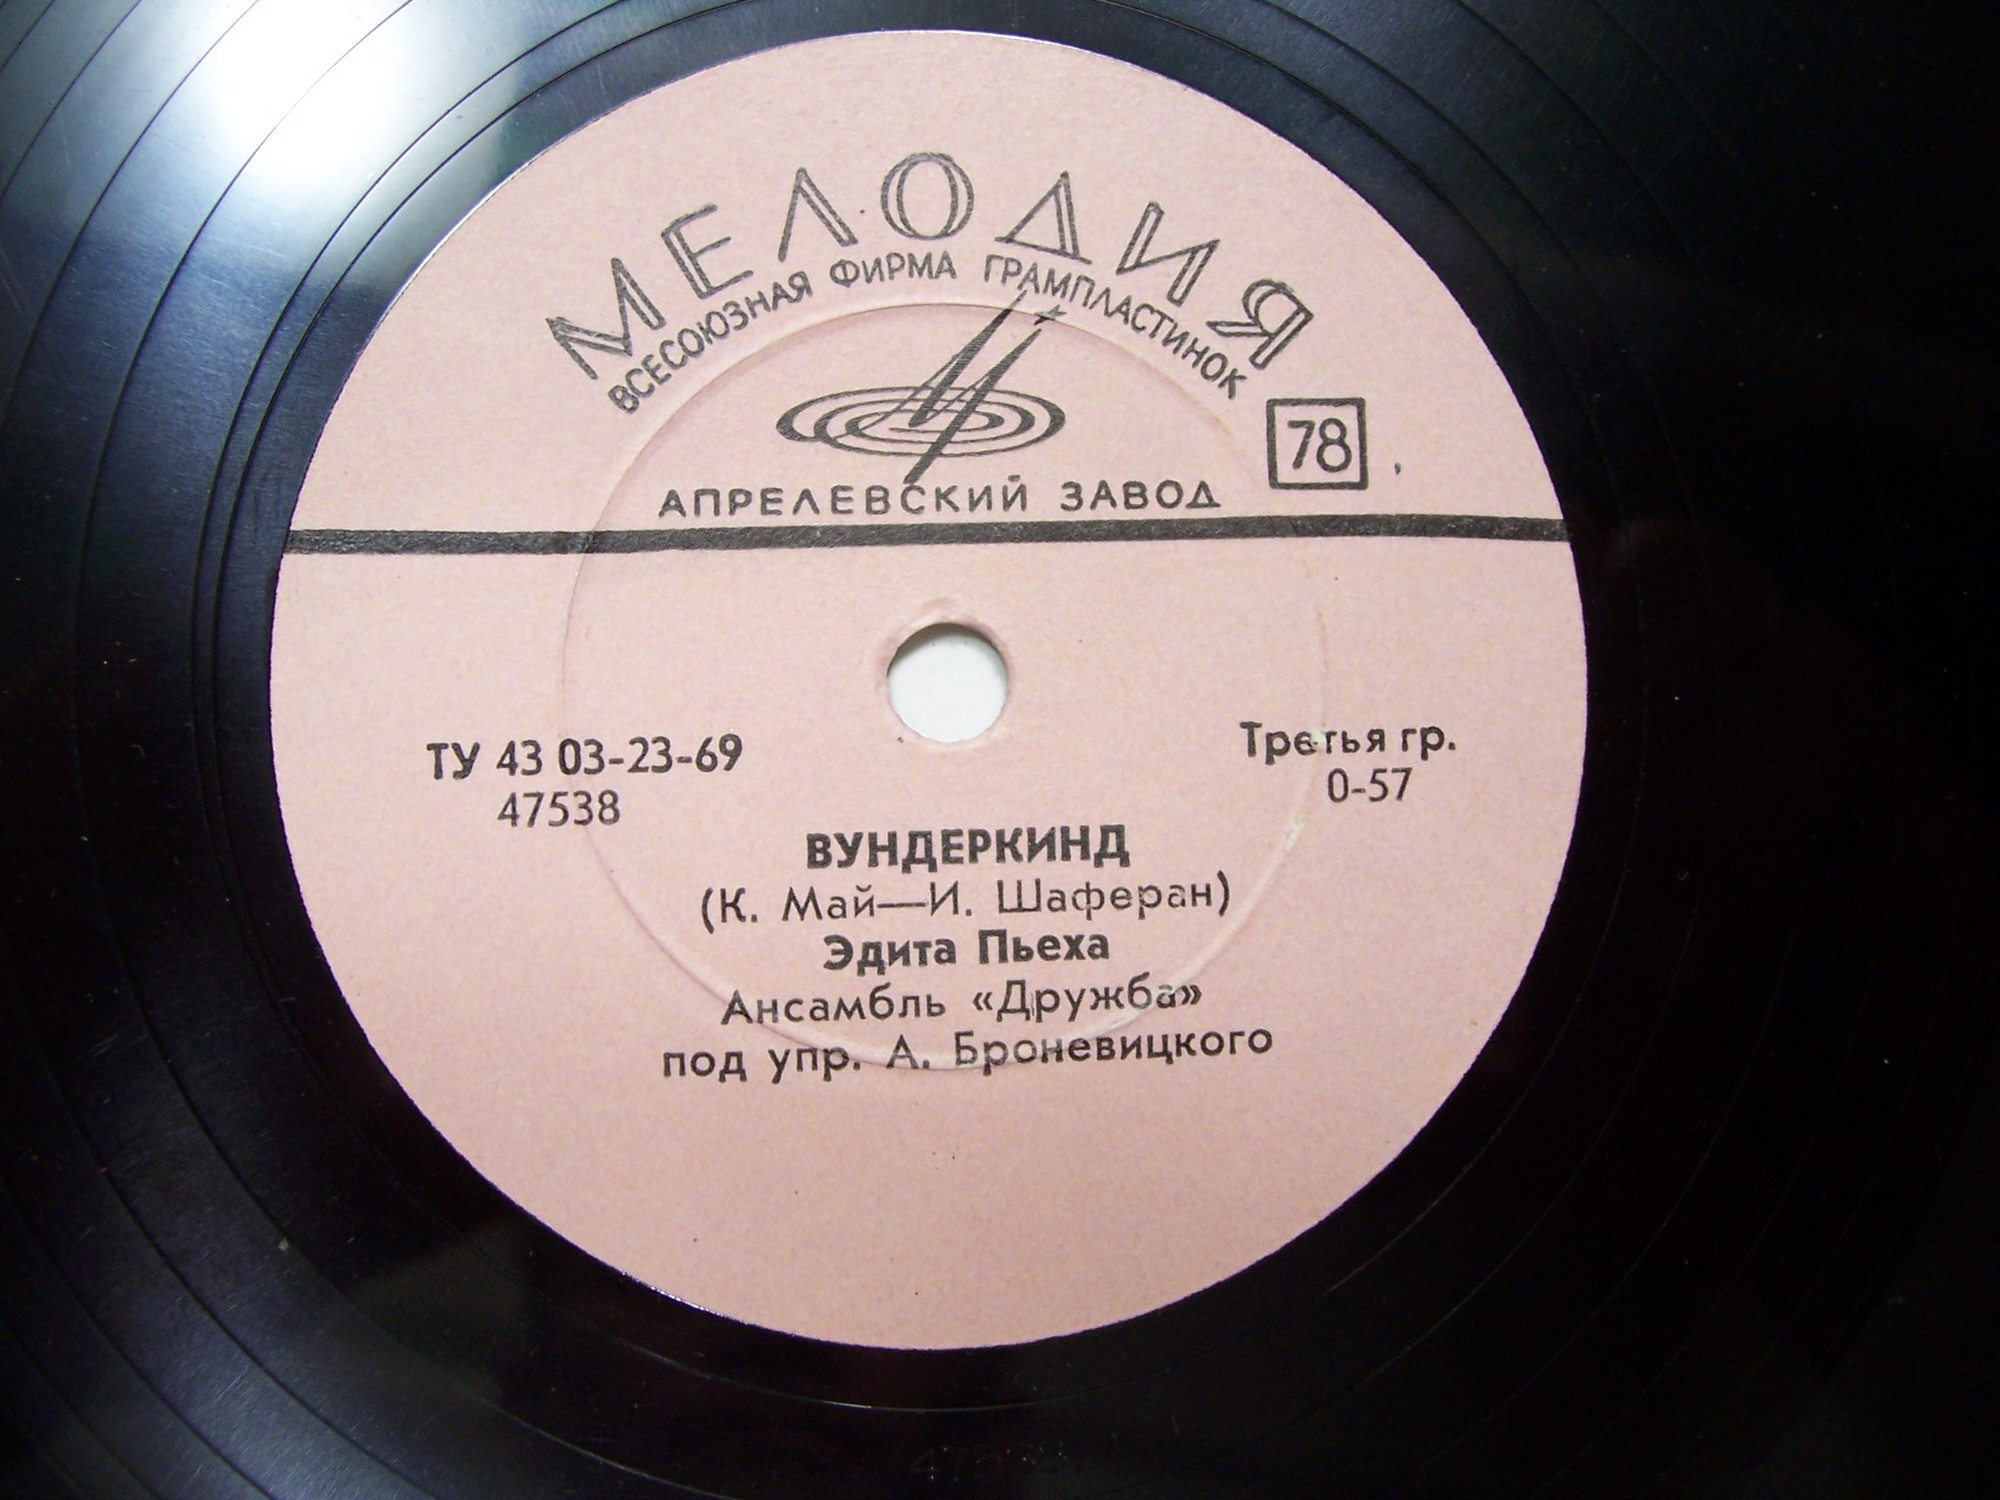 МЕЛОДИЯ
ВСЕСОЮЗНАЯ ФИРМА ГРАМПЛАСТИНОК
78
АПРЕЛЕВСКИЙ ЗАВОД
ТУ 43 03-23-69
47538
Третья гр.
0-57
ВУНДЕРКИНД
(К. Май—И. Шаферан)
Эдита Пьеха
Ансамбль «Дружба»
под упр. А. Броневицкого